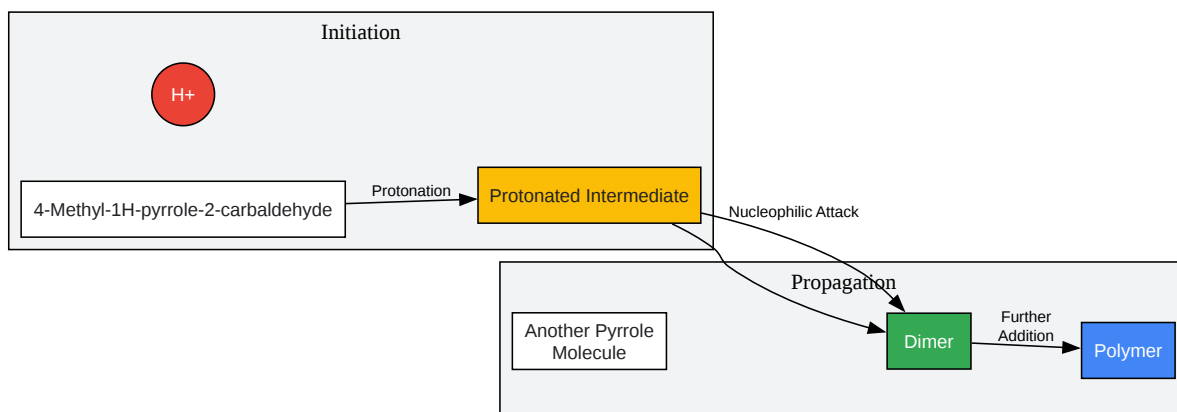 Initiation
H+
4-Methyl-1H-pyrrole-2-carbaldehyde
Protonation
Protonated Intermediate
Nucleophilic Attack
Propagation
Another Pyrrole
Molecule
Dimer
Further
Addition
Polymer